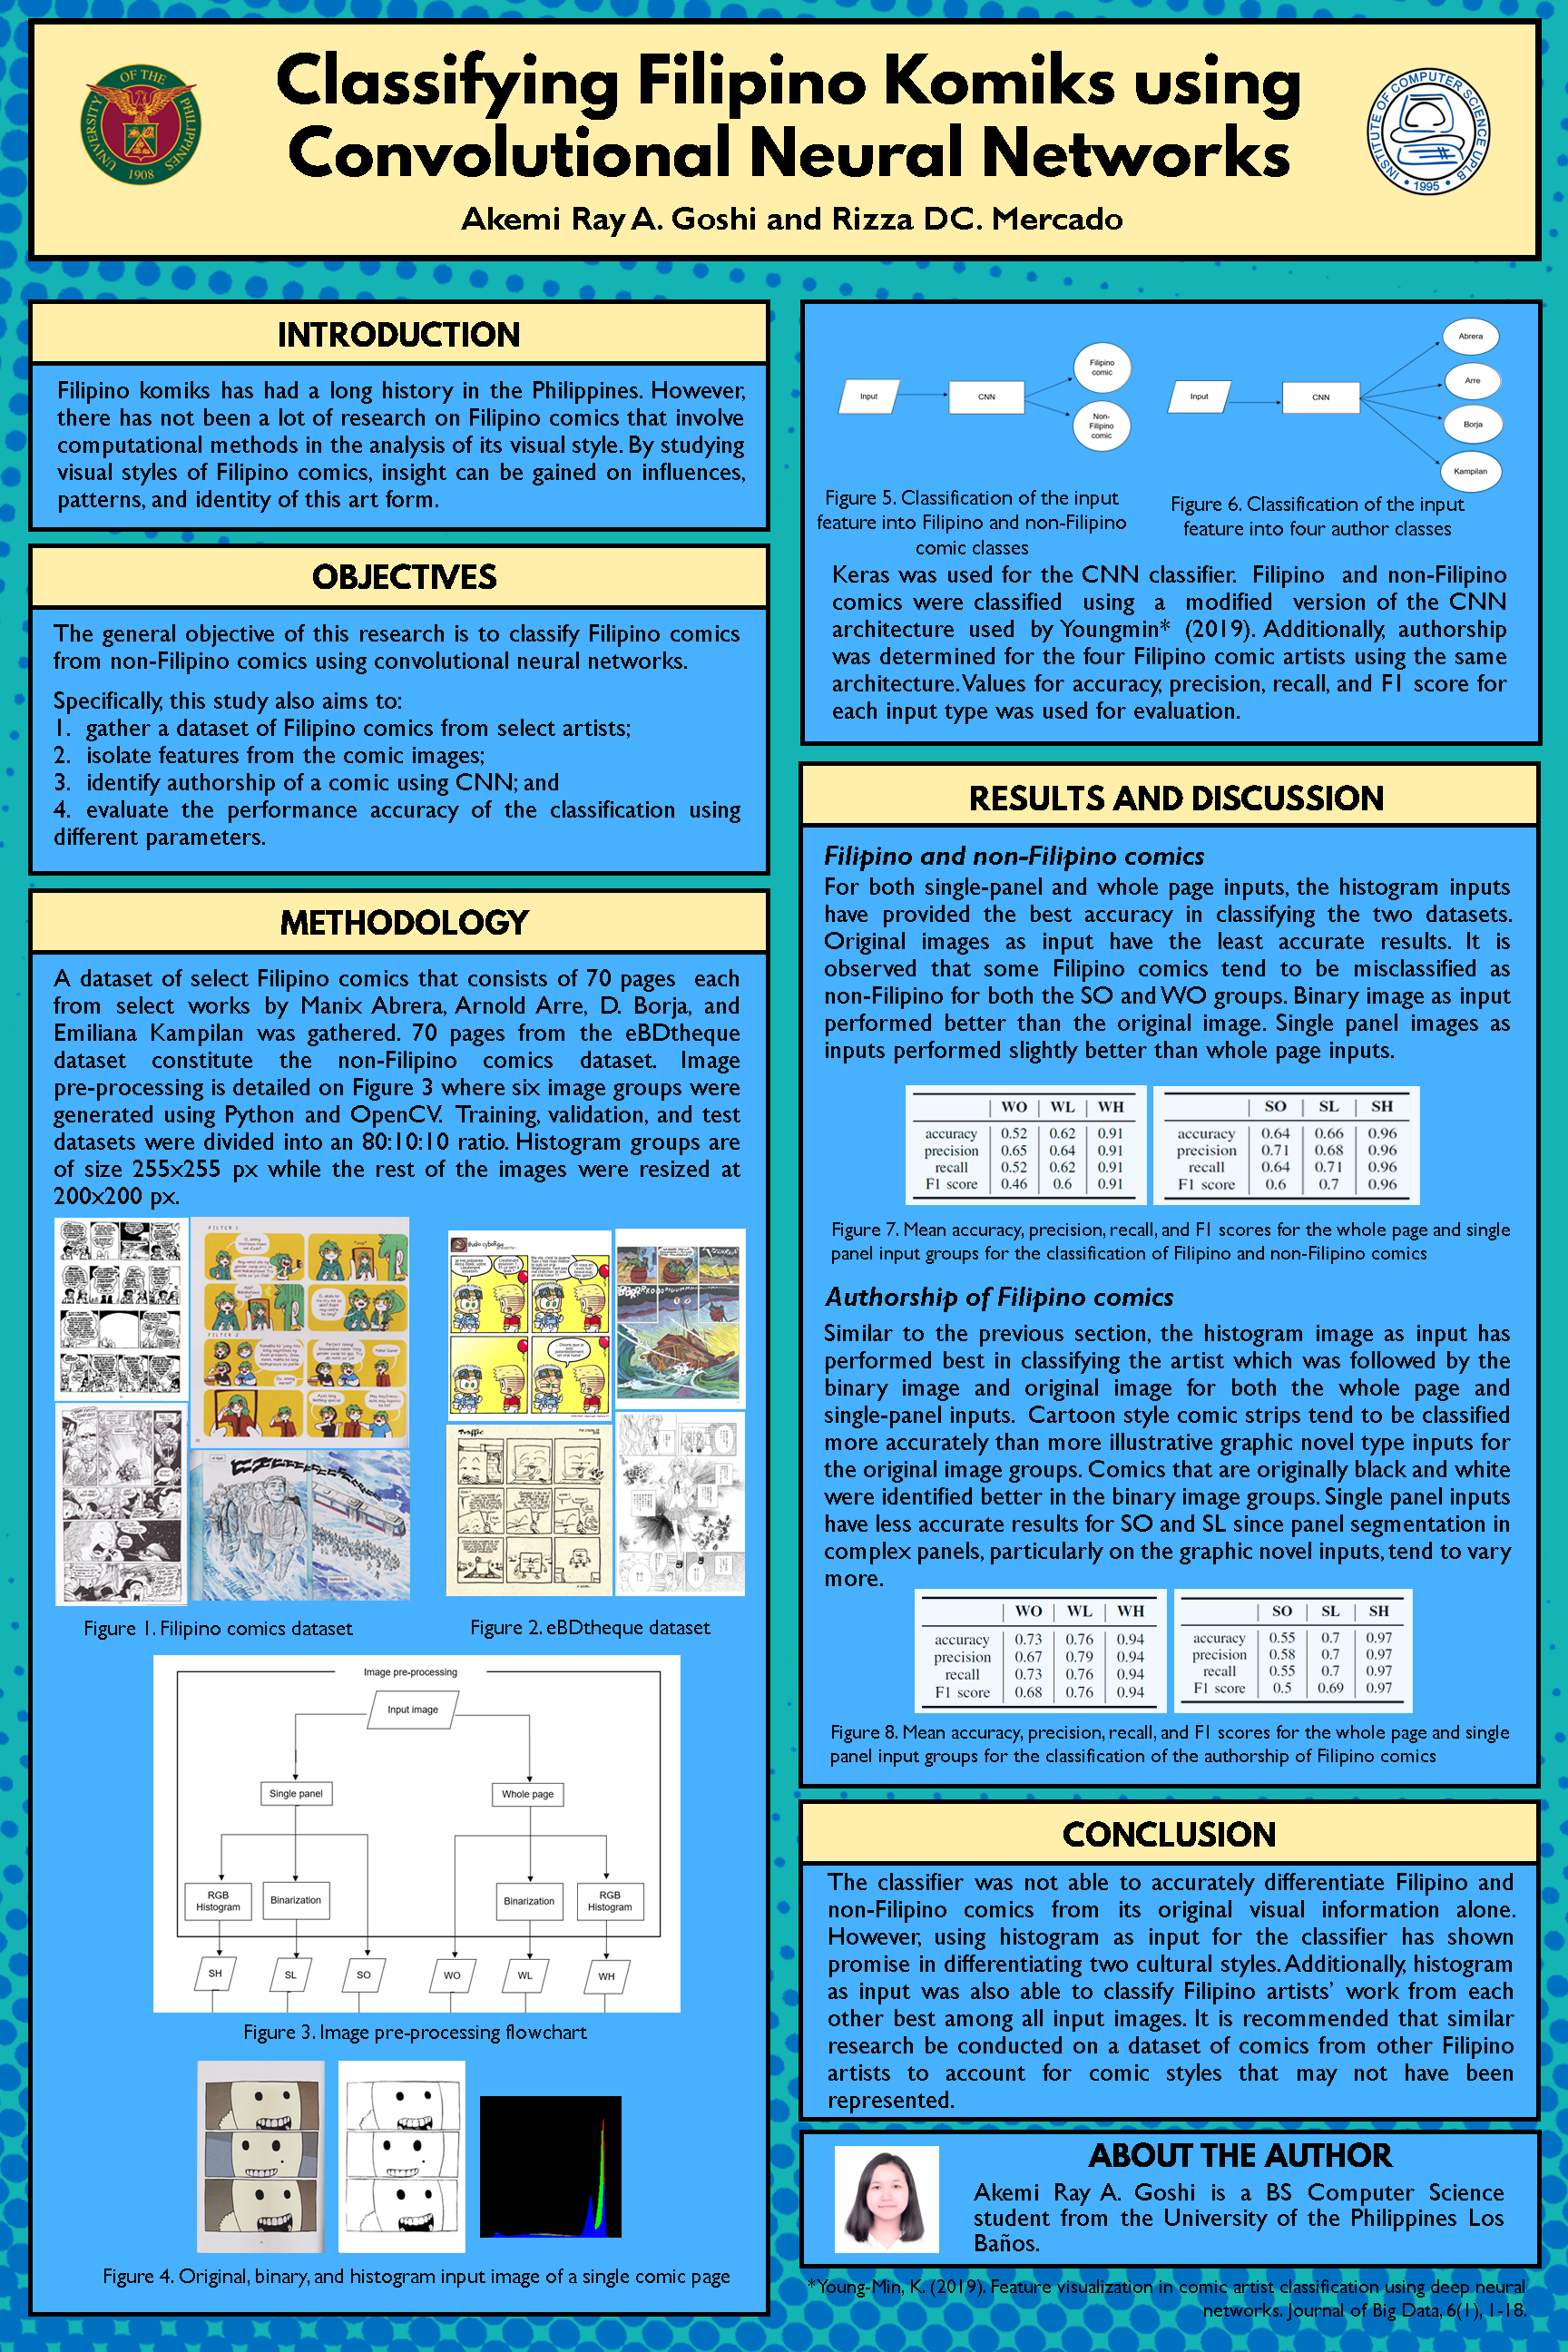 Classifying Filipino Komiks using
Convolutional Neural Networks
Akemi Ray A. Goshi and Rizza DC. Mercado
UNIVERSITY OF THE PHILIPPINES
1908
INSTITUTE OF COMPUTER SCIENCE UPLB
• 1995 •
INTRODUCTION
Filipino komiks has had a long history in the Philippines. However,
there has not been a lot of research on Filipino comics that involve
computational methods in the analysis of its visual style. By studying
visual styles of Filipino comics, insight can be gained on influences,
patterns, and identity of this art form.
OBJECTIVES
The general objective of this research is to classify Filipino comics
from non-Filipino comics using convolutional neural networks.
Specifically, this study also aims to:
1. gather a dataset of Filipino comics from select artists;
2. isolate features from the comic images;
3. identify authorship of a comic using CNN; and
4. evaluate the performance accuracy of the classification using
different parameters.
METHODOLOGY
A dataset of select Filipino comics that consists of 70 pages each
from select works by Manix Abrera, Arnold Arre, D. Borja, and
Emiliana Kampilan was gathered. 70 pages from the eBDtheque
dataset constitute the non-Filipino comics dataset. Image
pre-processing is detailed on Figure 3 where six image groups were
generated using Python and OpenCV. Training, validation, and test
datasets were divided into an 80:10:10 ratio. Histogram groups are
of size 255x255 px while the rest of the images were resized at
200x200 px.
FILTER 1
FILTER 2
Traffic
Figure 1. Filipino comics dataset
Figure 2. eBDtheque dataset
Image pre-processing
Input image
Single panel
Whole page
RGB
Histogram
Binarization
Binarization
RGB
Histogram
SH
SL
SO
WO
WL
WH
Figure 3. Image pre-processing flowchart
Figure 4. Original, binary, and histogram input image of a single comic page
Input
CNN
Filipino
comic
Non-
Filipino
comic
Input
CNN
Abrera
Arre
Borja
Kampilan
Figure 5. Classification of the input
feature into Filipino and non-Filipino
comic classes
Figure 6. Classification of the input
feature into four author classes
Keras was used for the CNN classifier. Filipino and non-Filipino
comics were classified using a modified version of the CNN
architecture used by Youngmin* (2019). Additionally, authorship
was determined for the four Filipino comic artists using the same
architecture. Values for accuracy, precision, recall, and F1 score for
each input type was used for evaluation.
RESULTS AND DISCUSSION
Filipino and non-Filipino comics
For both single-panel and whole page inputs, the histogram inputs
have provided the best accuracy in classifying the two datasets.
Original images as input have the least accurate results. It is
observed that some Filipino comics tend to be misclassified as
non-Filipino for both the SO and WO groups. Binary image as input
performed better than the original image. Single panel images as
inputs performed slightly better than whole page inputs.
WO WL WH
accuracy 0.52 0.62 0.91
precision 0.65 0.64 0.91
recall 0.52 0.62 0.91
F1 score 0.46 0.6 0.91
SO SL SH
accuracy 0.64 0.66 0.96
precision 0.71 0.68 0.96
recall 0.64 0.71 0.96
F1 score 0.6 0.7 0.96
Figure 7. Mean accuracy, precision, recall, and F1 scores for the whole page and single
panel input groups for the classification of Filipino and non-Filipino comics
Authorship of Filipino comics
Similar to the previous section, the histogram image as input has
performed best in classifying the artist which was followed by the
binary image and original image for both the whole page and
single-panel inputs. Cartoon style comic strips tend to be classified
more accurately than more illustrative graphic novel type inputs for
the original image groups. Comics that are originally black and white
were identified better in the binary image groups. Single panel inputs
have less accurate results for SO and SL since panel segmentation in
complex panels, particularly on the graphic novel inputs, tend to vary
more.
WO WL WH
accuracy 0.73 0.76 0.94
precision 0.67 0.79 0.94
recall 0.73 0.76 0.94
F1 score 0.68 0.76 0.94
SO SL SH
accuracy 0.55 0.7 0.97
precision 0.58 0.7 0.97
recall 0.55 0.7 0.97
F1 score 0.5 0.69 0.97
Figure 8. Mean accuracy, precision, recall, and F1 scores for the whole page and single
panel input groups for the classification of the authorship of Filipino comics
CONCLUSION
The classifier was not able to accurately differentiate Filipino and
non-Filipino comics from its original visual information alone.
However, using histogram as input for the classifier has shown
promise in differentiating two cultural styles. Additionally, histogram
as input was also able to classify Filipino artists' work from each
other best among all input images. It is recommended that similar
research be conducted on a dataset of comics from other Filipino
artists to account for comic styles that may not have been
represented.
ABOUT THE AUTHOR
Akemi Ray A. Goshi is a BS Computer Science
student from the University of the Philippines Los
Baños.
*Young-Min, K. (2019). Feature visualization in comic artist classification using deep neural
networks. Journal of Big Data, 6(1), 1-18.